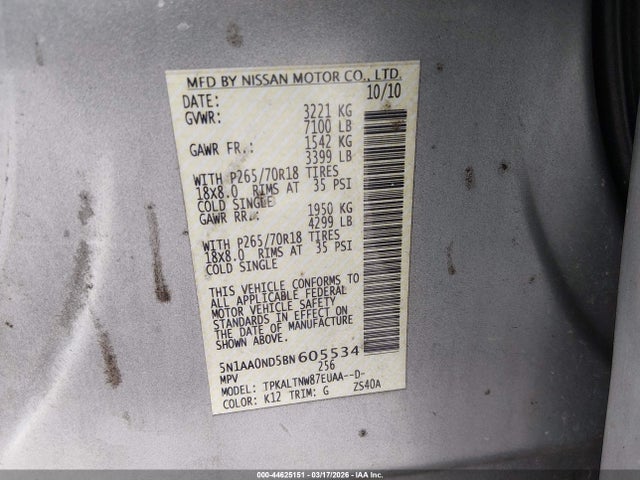 MFD BY NISSAN MOTOR CO., LTD.
DATE: 10/10
GVWR: 3221 KG
7100 LB
GAWR FR.: 1542 KG
3399 LB
WITH P265/70R18 TIRES
18x8.0 RIMS AT 35 PSI
COLD SINGLE
GAWR RR.: 1950 KG
4299 LB
WITH P265/70R18 TIRES
18x8.0 RIMS AT 35 PSI
COLD SINGLE
THIS VEHICLE CONFORMS TO
ALL APPLICABLE FEDERAL
MOTOR VEHICLE SAFETY
STANDARDS IN EFFECT ON
THE DATE OF MANUFACTURE
SHOWN ABOVE.
5N1AA0ND5BN605534
MPV 256
MODEL: TPKALTNW87EUAA--D-
COLOR: K12 TRIM: G ZS40A
000-44625151 - 03/17/2026 - IAA Inc.